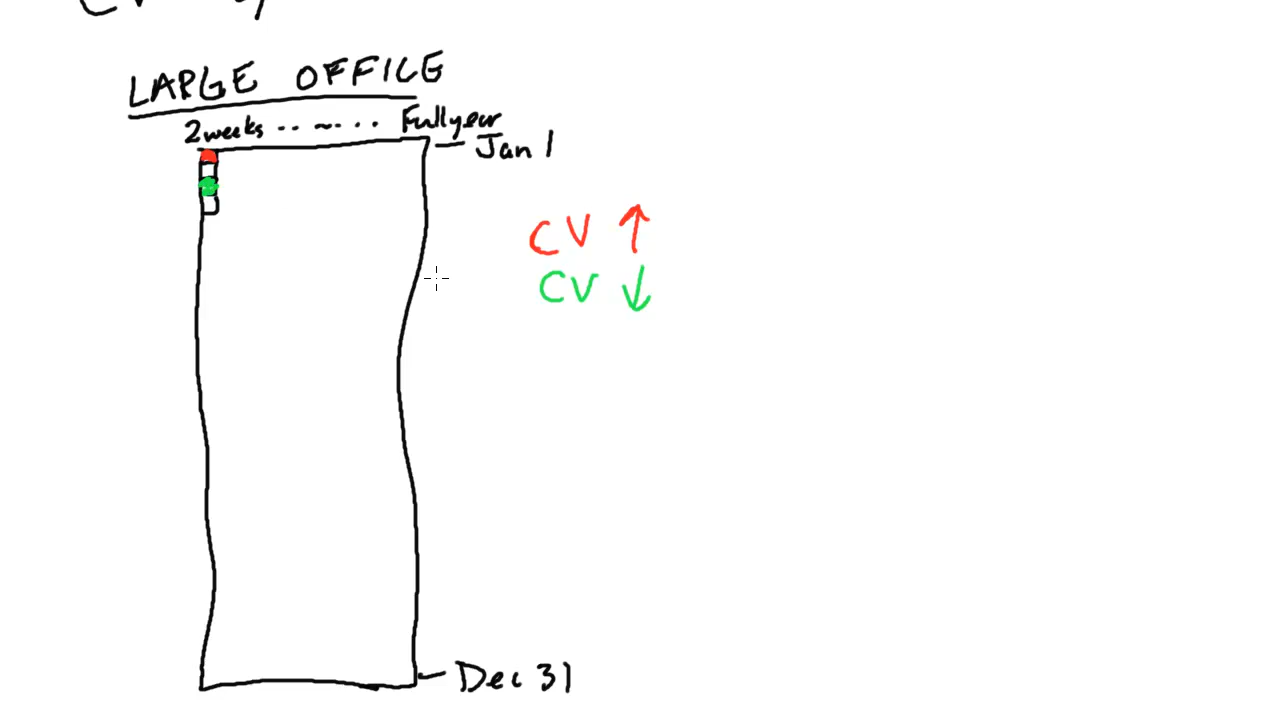 LARGE OFFICE
2weeks ..~... Fullyear
Jan 1
CV ↑
CV ↓
Dec 31